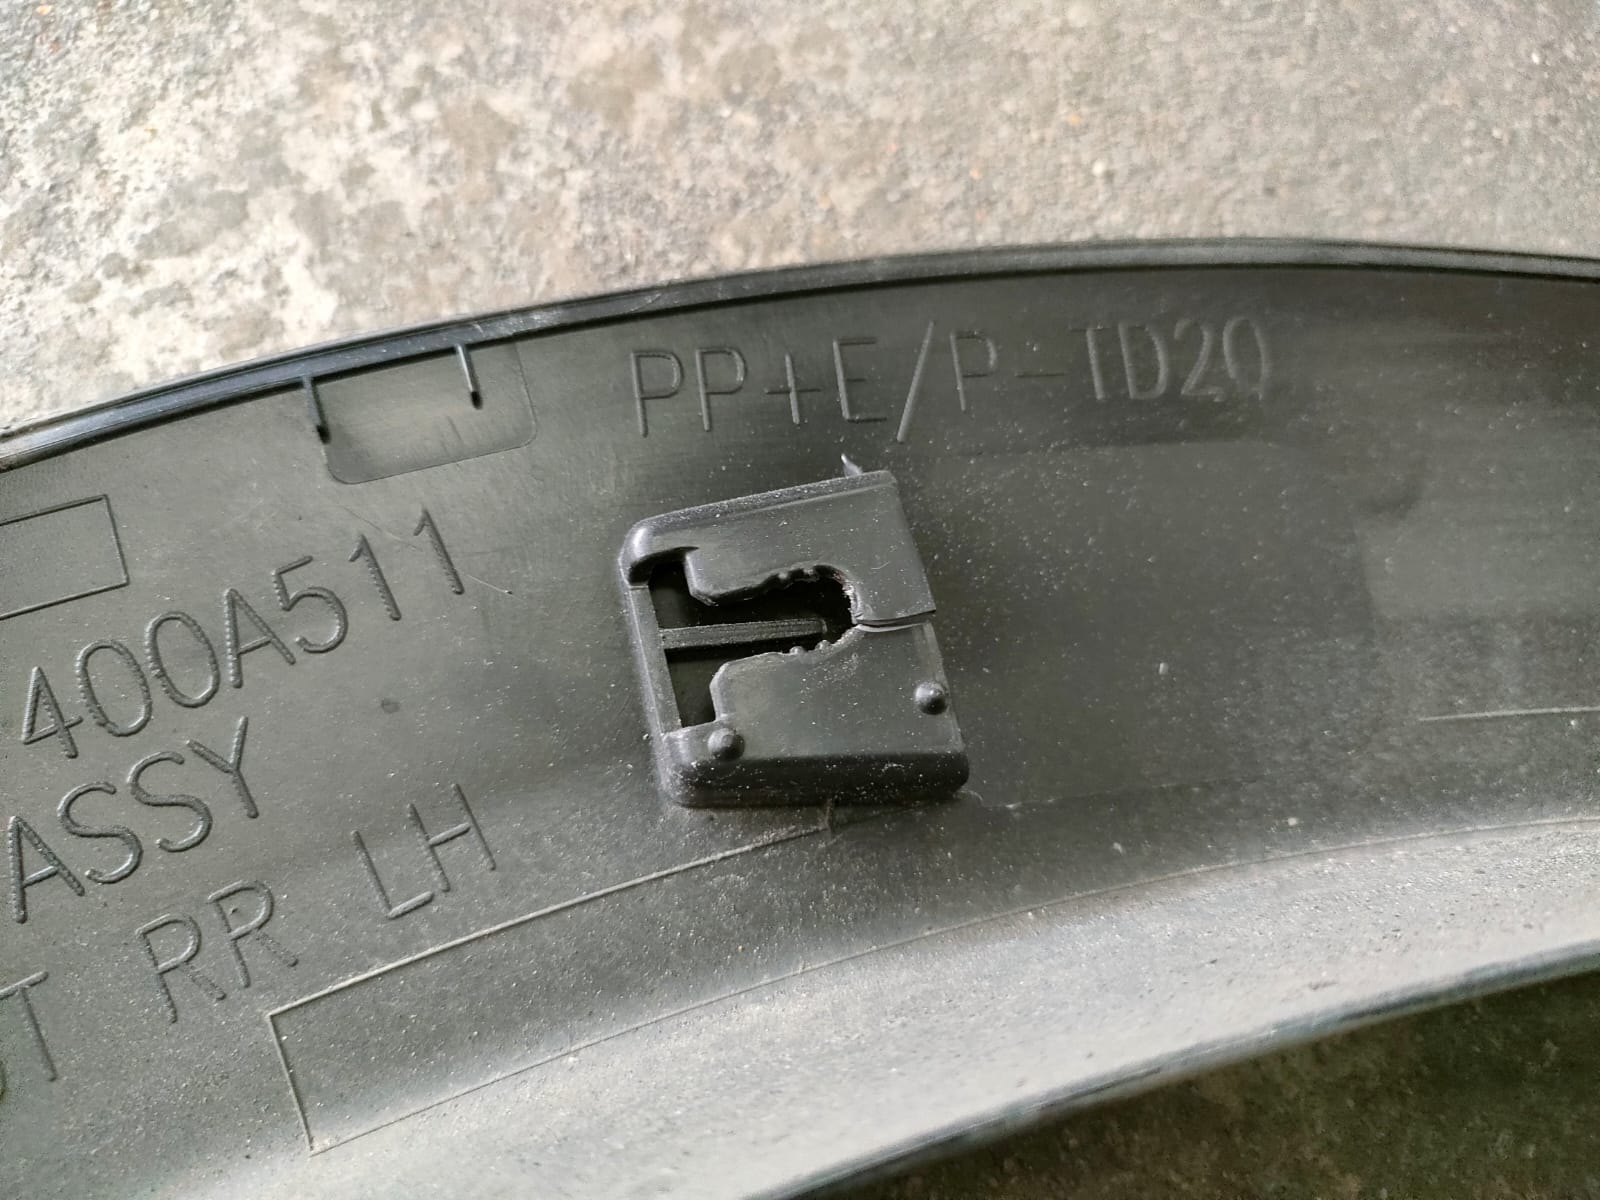 PP+E/P-TD20
400A511
ASSY
RR LH